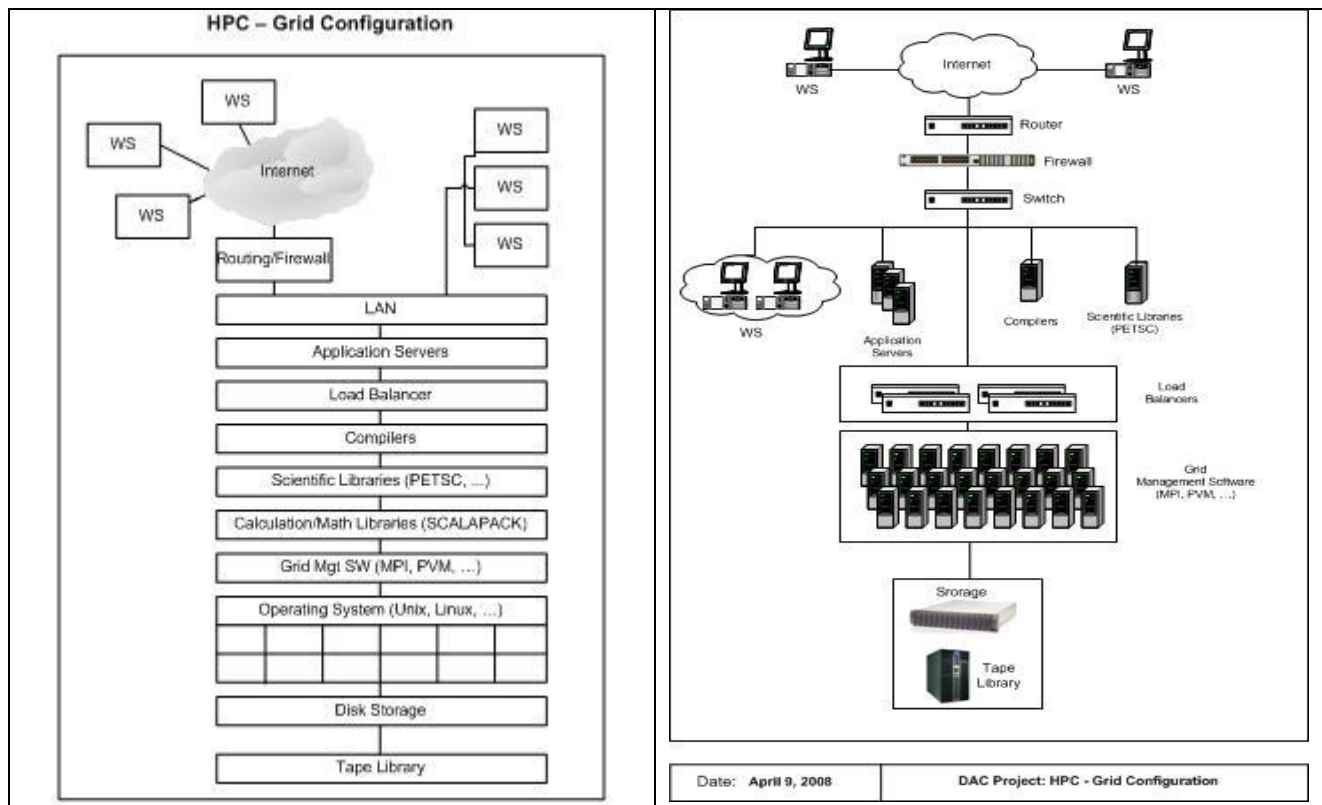 HPC – Grid Configuration
WS
WS
WS
Internet
WS
WS
WS
Routing/Firewall
LAN
Application Servers
Load Balancer
Compilers
Scientific Libraries (PETSC, ...)
Calculation/Math Libraries (SCALAPACK)
Grid Mgt SW (MPI, PVM, ...)
Operating System (Unix, Linux, ...)
Disk Storage
Tape Library
Internet
WS
WS
Router
Firewall
Switch
WS
Application
Servers
Compilers
Scientific Libraries
(PETSC)
Load
Balancers
Grid
Management Software
(MPI, PVM, ...)
Srorage
Tape
Library
Date: April 9, 2008
DAC Project: HPC - Grid Configuration